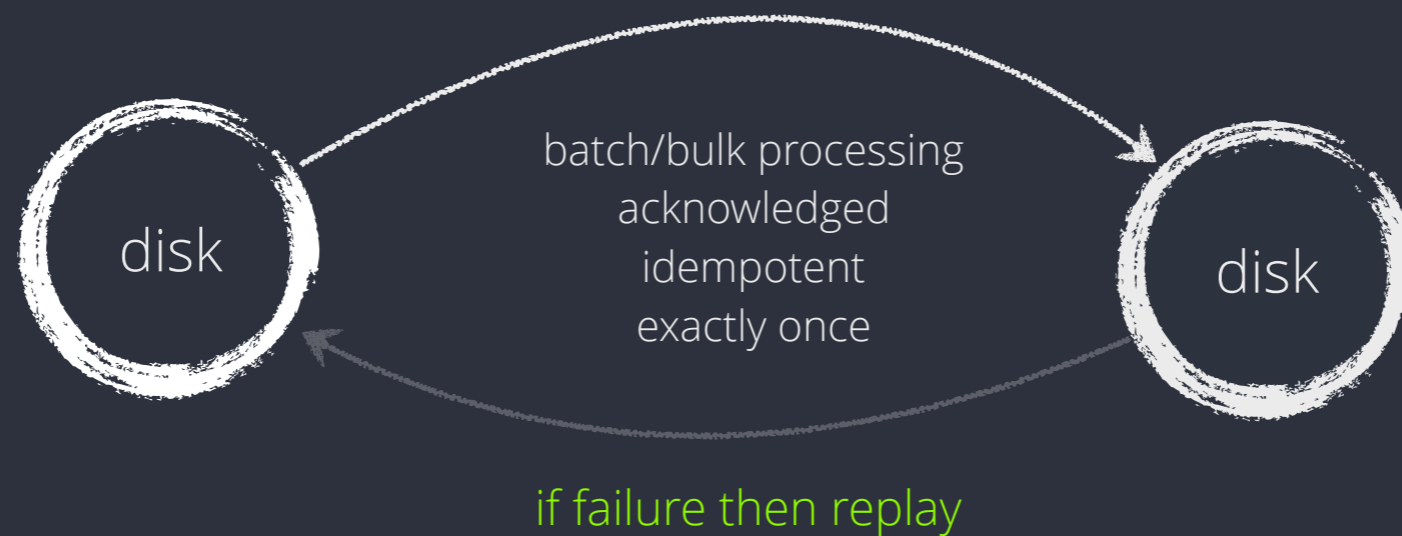 disk
batch/bulk processing
acknowledged
idempotent
exactly once
disk
if failure then replay